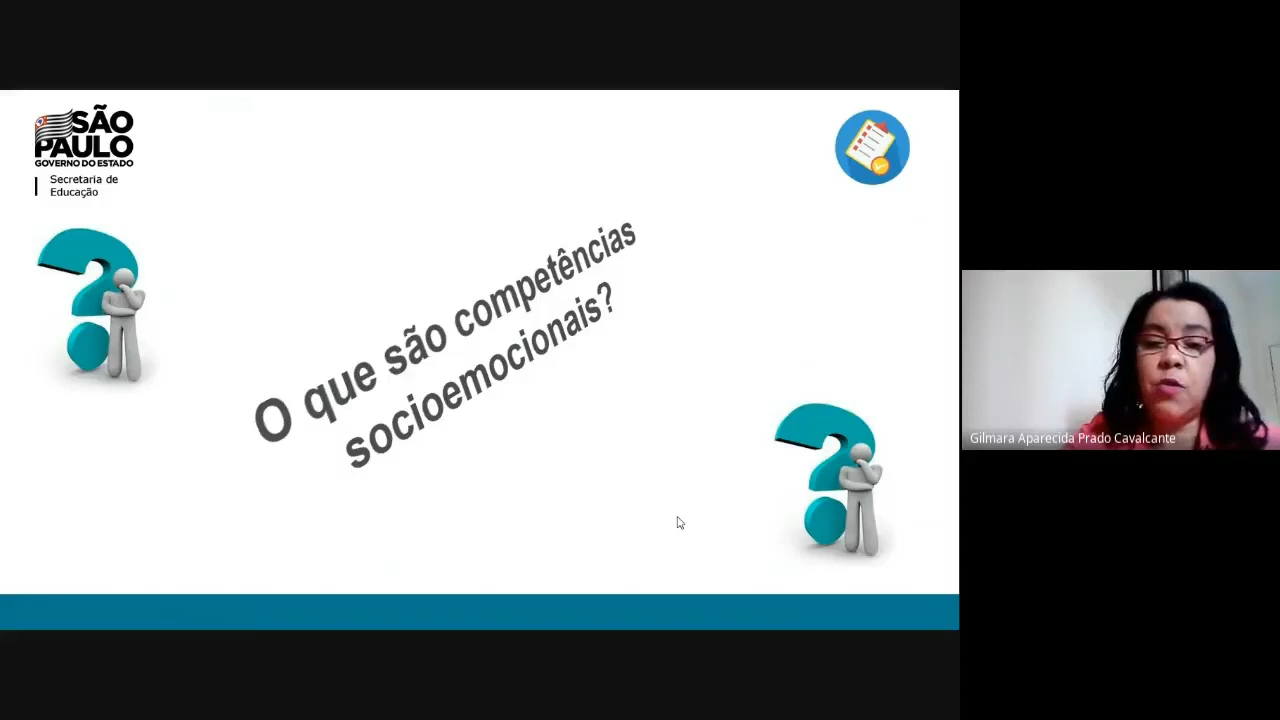 SÃO
PAULO
GOVERNO DO ESTADO
Secretaria de
Educação
O que são competências
socioemocionais?
Gilmara Aparecida Prado Cavalcante